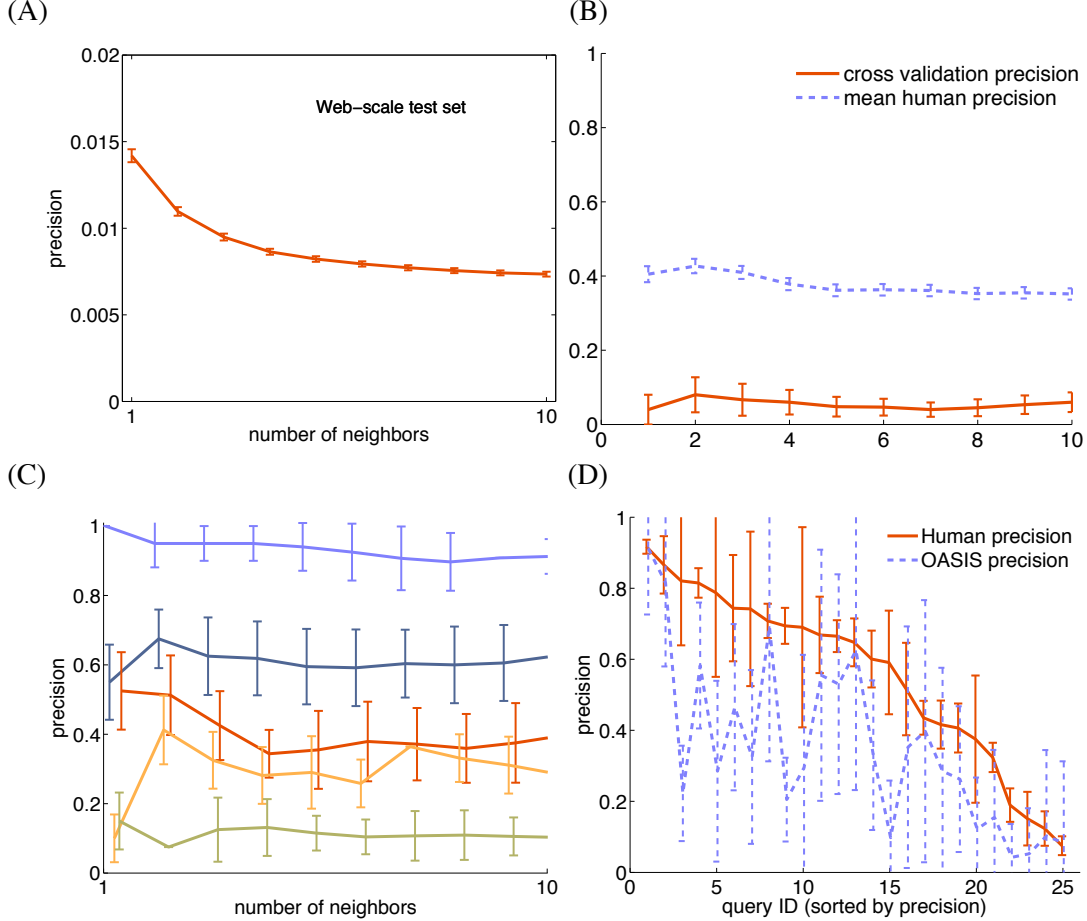 (A)
0.02
0.015
0.01
0.005
0
precision
Web-scale test set
1
10
number of neighbors
(B)
1
0.8
0.6
0.4
0.2
0
cross validation precision
mean human precision
0
2
4
6
8
10
(C)
1
0.8
0.6
0.4
0.2
0
precision
1
10
number of neighbors
(D)
1
0.8
0.6
0.4
0.2
0
precision
Human precision
OASIS precision
0
5
10
15
20
25
query ID (sorted by precision)